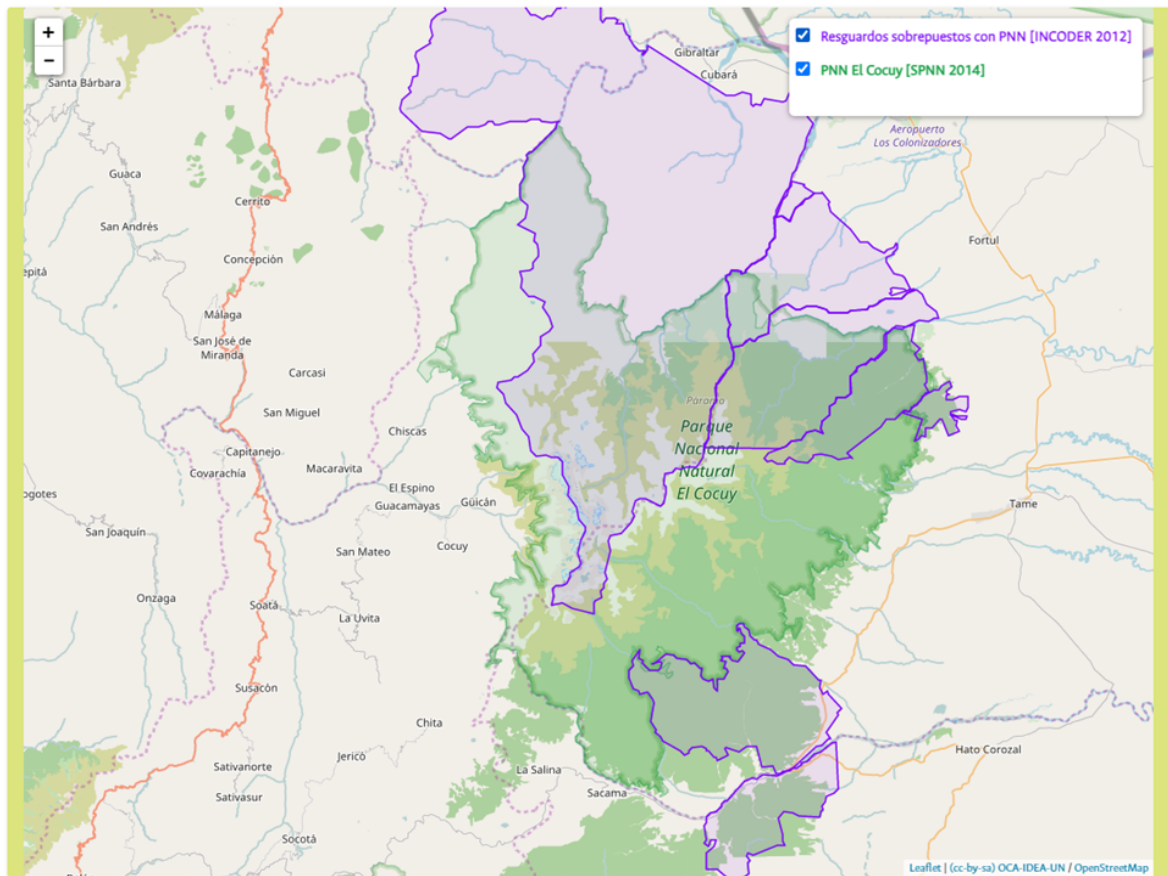 +
−
Resguardos sobrepuestos con PNN [INCODER 2012]
PNN El Cocuy [SPNN 2014]
Gibraltar
Cubará
Santa Bárbara
Aeropuerto
Los Colonizadores
Guaca
Cerrito
San Andrés
Fortul
Concepción
epitá
Málaga
San José de
Miranda
Carcasi
San Miguel
Páramo
Parque
Nacional
Natural
El Cocuy
Chiscas
Capitanejo
Covarachía
Macaravita
El Espino
Guacamayas
Güicán
ogotes
Tame
San Joaquín
San Mateo
Cocuy
Onzaga
Soatá
La Uvita
Susacón
Chita
Jericó
Hato Corozal
Sativanorte
La Salina
Sativasur
Sacama
Socotá
Leaflet | (cc-by-sa) OCA-IDEA-UN / OpenStreetMap